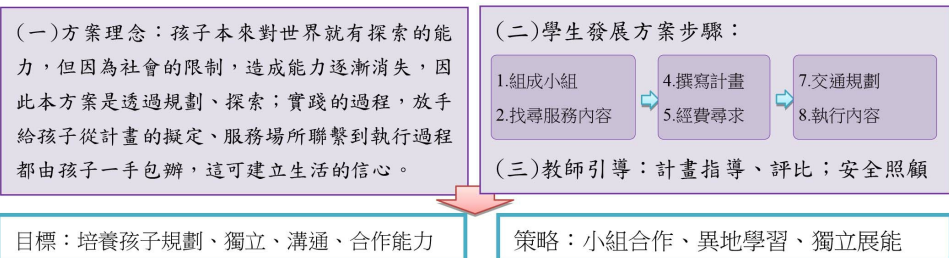 (一)方案理念：孩子本來對世界就有探索的能
力，但因為社會的限制，造成能力逐漸消失，因
此本方案是透過規劃、探索；實踐的過程，放手
給孩子從計畫的擬定、服務場所聯繫到執行過程
都由孩子一手包辦，這可建立生活的信心。
(二)學生發展方案步驟：
1.組成小組
2.找尋服務內容
4.撰寫計畫
5.經費尋求
7.交通規劃
8.執行內容
(三)教師引導：計畫指導、評比；安全照顧
目標：培養孩子規劃、獨立、溝通、合作能力
策略：小組合作、異地學習、獨立展能